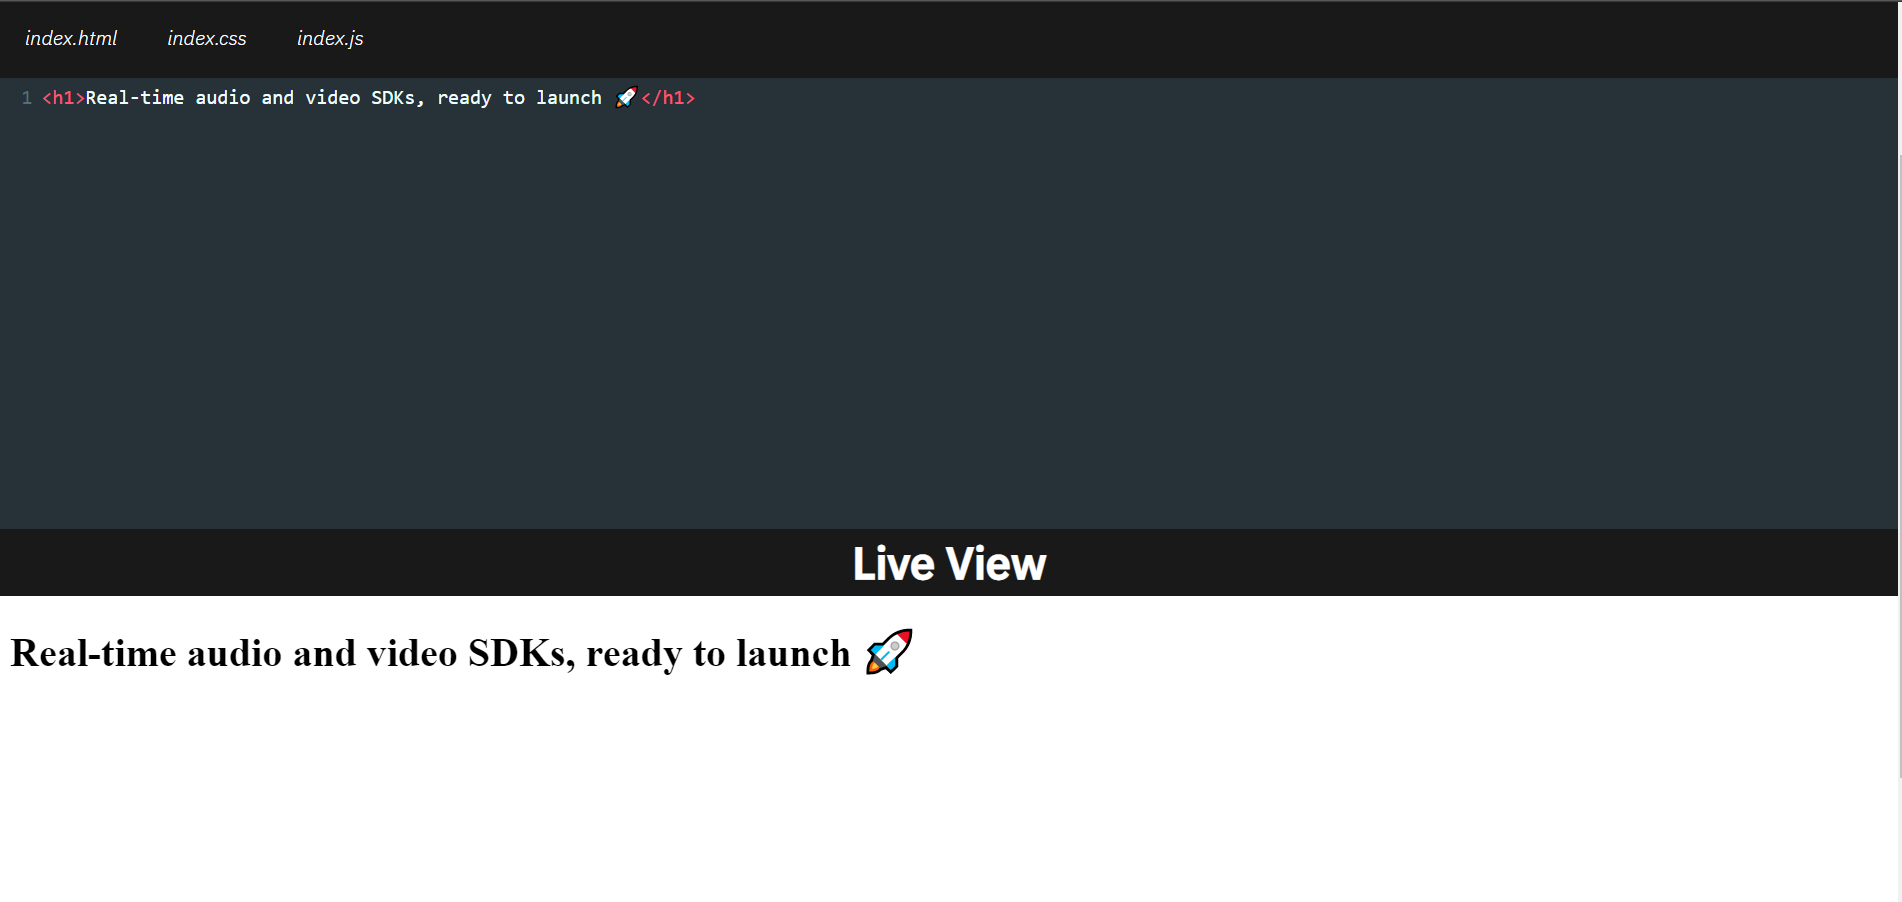 index.html index.css index.js
1 <h1>Real-time audio and video SDKs, ready to launch 🚀</h1>
Live View
Real-time audio and video SDKs, ready to launch 🚀